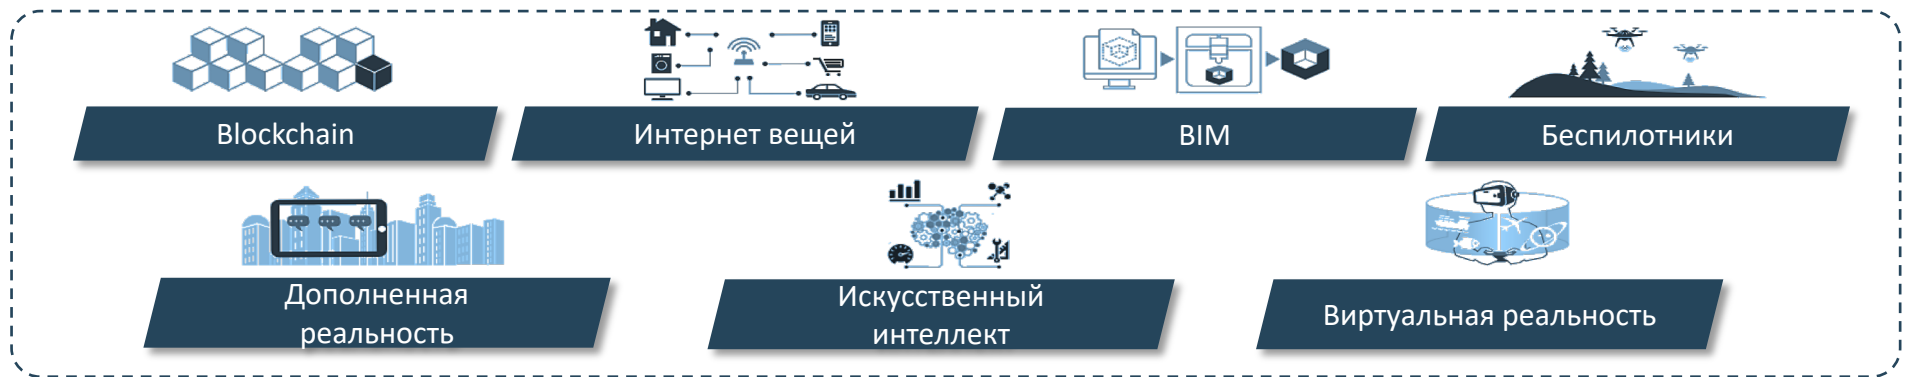 Blockchain
Интернет вещей
BIM
Беспилотники
Дополненная
реальность
Искусственный
интеллект
Виртуальная реальность